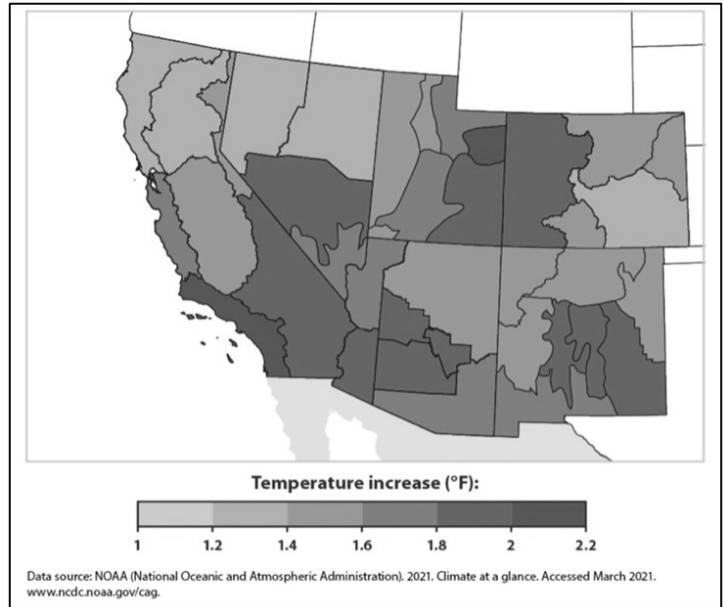 Temperature increase (°F):
1 1.2 1.4 1.6 1.8 2 2.2
Data source: NOAA (National Oceanic and Atmospheric Administration). 2021. Climate at a glance. Accessed March 2021.
www.ncdc.noaa.gov/cag.